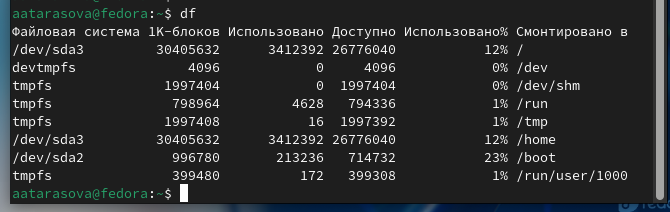 aatarasova@fedora:~$ df
Файловая система 1K-блоков Использовано Доступно Использовано% Смонтировано в
/dev/sda3 30405632 3412392 26776040 12% /
devtmpfs 4096 0 4096 0% /dev
tmpfs 1997404 0 1997404 0% /dev/shm
tmpfs 798964 4628 794336 1% /run
tmpfs 1997408 16 1997392 1% /tmp
/dev/sda3 30405632 3412392 26776040 12% /home
/dev/sda2 996780 213236 714732 23% /boot
tmpfs 399480 172 399308 1% /run/user/1000
aatarasova@fedora:~$